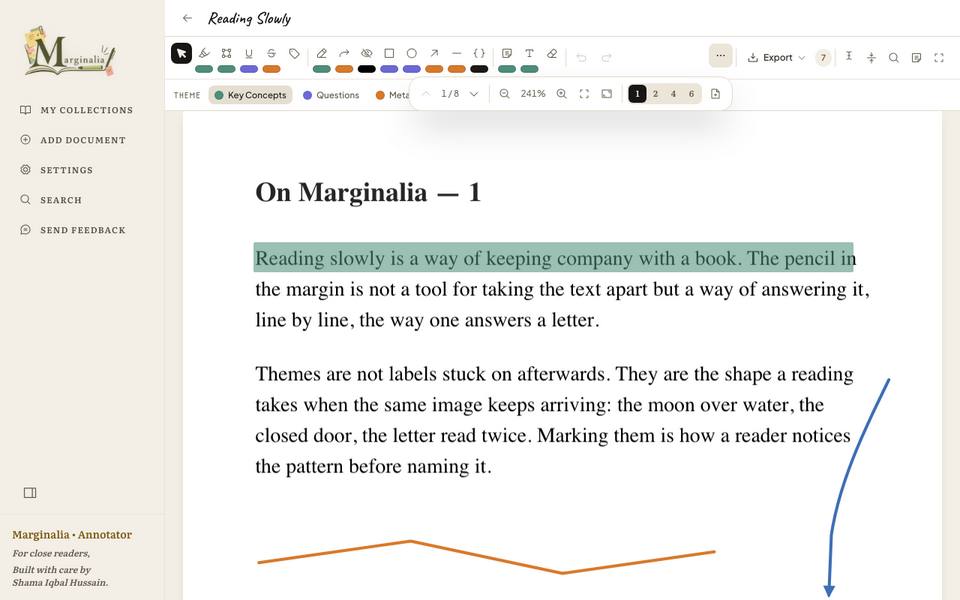 Reading Slowly
Marginalia
MY COLLECTIONS
ADD DOCUMENT
SETTINGS
SEARCH
SEND FEEDBACK
Export
7
THEME
Key Concepts
Questions
Meta
1 / 8
241%
1
2
4
6
On Marginalia — 1
Reading slowly is a way of keeping company with a book. The pencil in
the margin is not a tool for taking the text apart but a way of answering it,
line by line, the way one answers a letter.
Themes are not labels stuck on afterwards. They are the shape a reading
takes when the same image keeps arriving: the moon over water, the
closed door, the letter read twice. Marking them is how a reader notices
the pattern before naming it.
Marginalia • Annotator
For close readers,
Built with care by
Shama Iqbal Hussain.